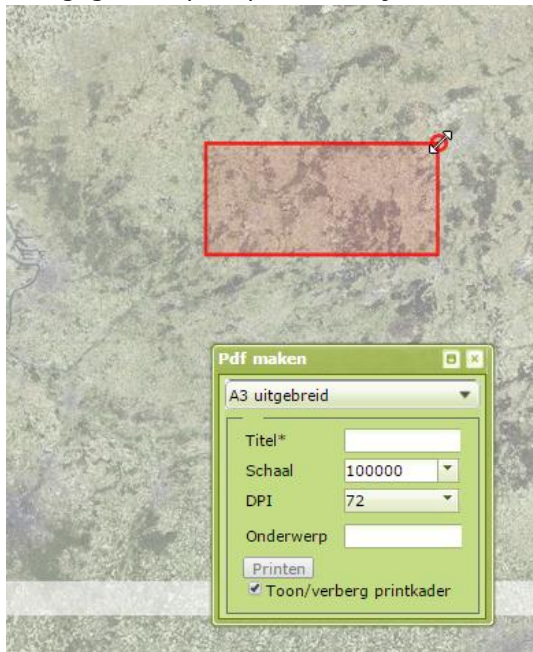 Pdf maken
A3 uitgebreid
Titel*
Schaal 100000
DPI 72
Onderwerp
Printen
Toon/verberg printkader